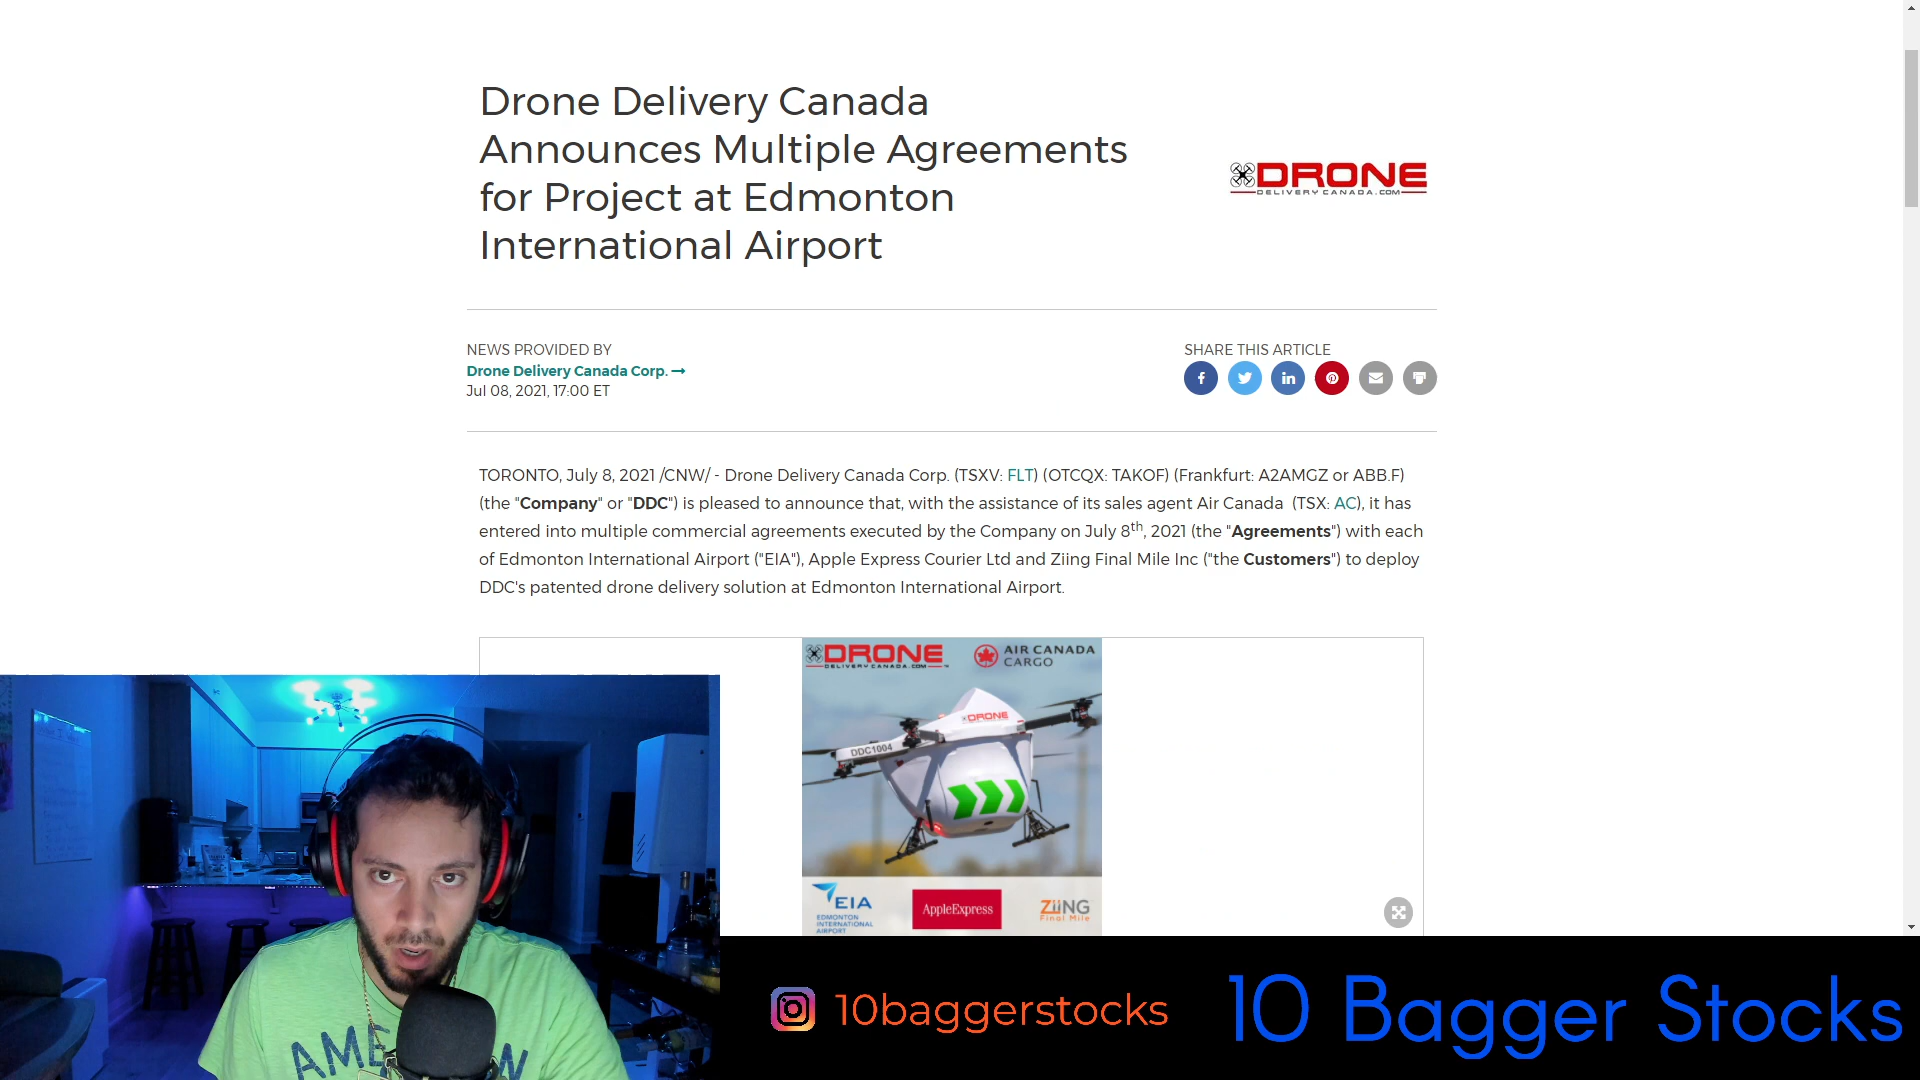 Drone Delivery Canada
Announces Multiple Agreements
for Project at Edmonton
International Airport
DRONE
DELIVERY CANADA.COM
NEWS PROVIDED BY
Drone Delivery Canada Corp. →
Jul 08, 2021, 17:00 ET
SHARE THIS ARTICLE
TORONTO, July 8, 2021 /CNW/ - Drone Delivery Canada Corp. (TSXV: FLT) (OTCQX: TAKOF) (Frankfurt: A2AMGZ or ABB.F)
(the "Company" or "DDC") is pleased to announce that, with the assistance of its sales agent Air Canada (TSX: AC), it has
entered into multiple commercial agreements executed by the Company on July 8th, 2021 (the "Agreements") with each
of Edmonton International Airport ("EIA"), Apple Express Courier Ltd and Ziing Final Mile Inc ("the Customers") to deploy
DDC's patented drone delivery solution at Edmonton International Airport.
DRONE
DELIVERY CANADA.COM
AIR CANADA
CARGO
DRONE
DDC1004
EIA
EDMONTON
INTERNATIONAL
AIRPORT
AppleExpress
ZIING
Final Mile
AME
W
10baggerstocks
10 Bagger Stocks